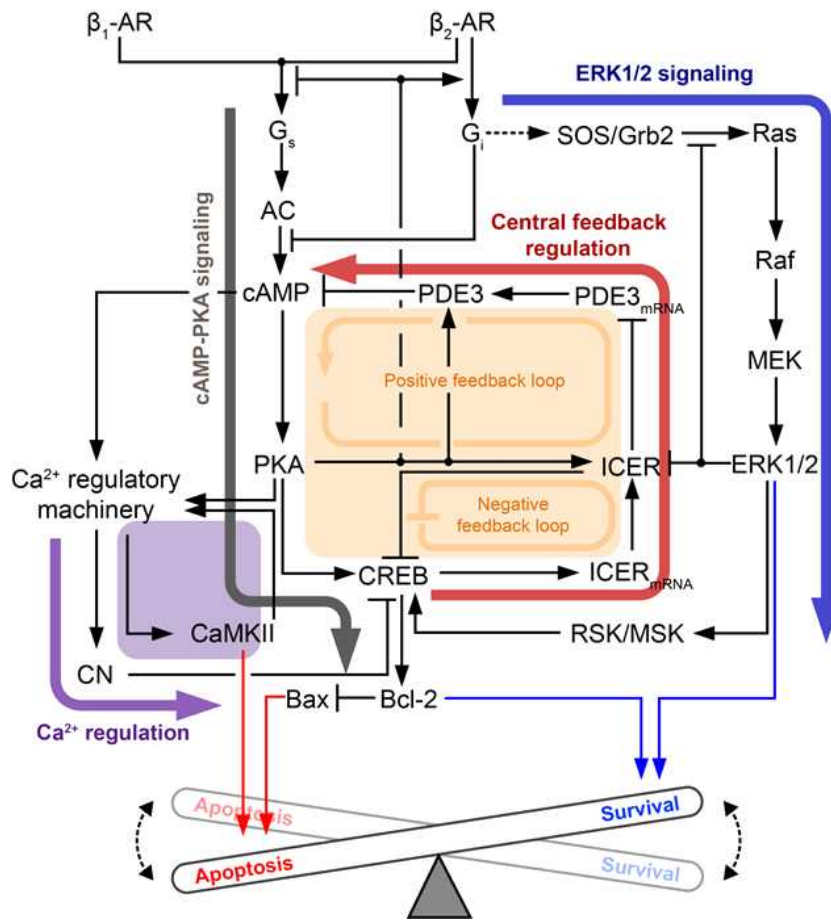 β1-AR
β2-AR
ERK1/2 signaling
Gs
Gi
SOS/Grb2
Ras
cAMP-PKA signaling
AC
Central feedback
regulation
Raf
cAMP
PDE3
PDE3mRNA
MEK
Positive feedback loop
Ca2+ regulatory
machinery
PKA
ICER
ERK1/2
Negative
feedback loop
CREB
ICERmRNA
CaMKII
RSK/MSK
CN
Bax
Bcl-2
Ca2+ regulation
Apoptosis
Survival
Apoptosis
Survival